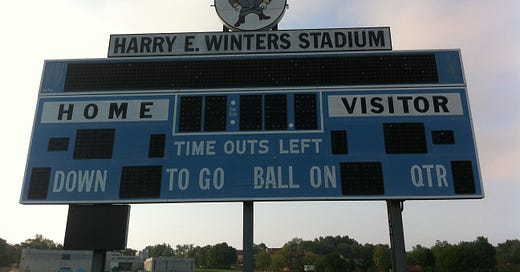 HARRY E. WINTERS STADIUM
HOME VISITOR
TIME OUTS LEFT
DOWN TO GO BALL ON QTR